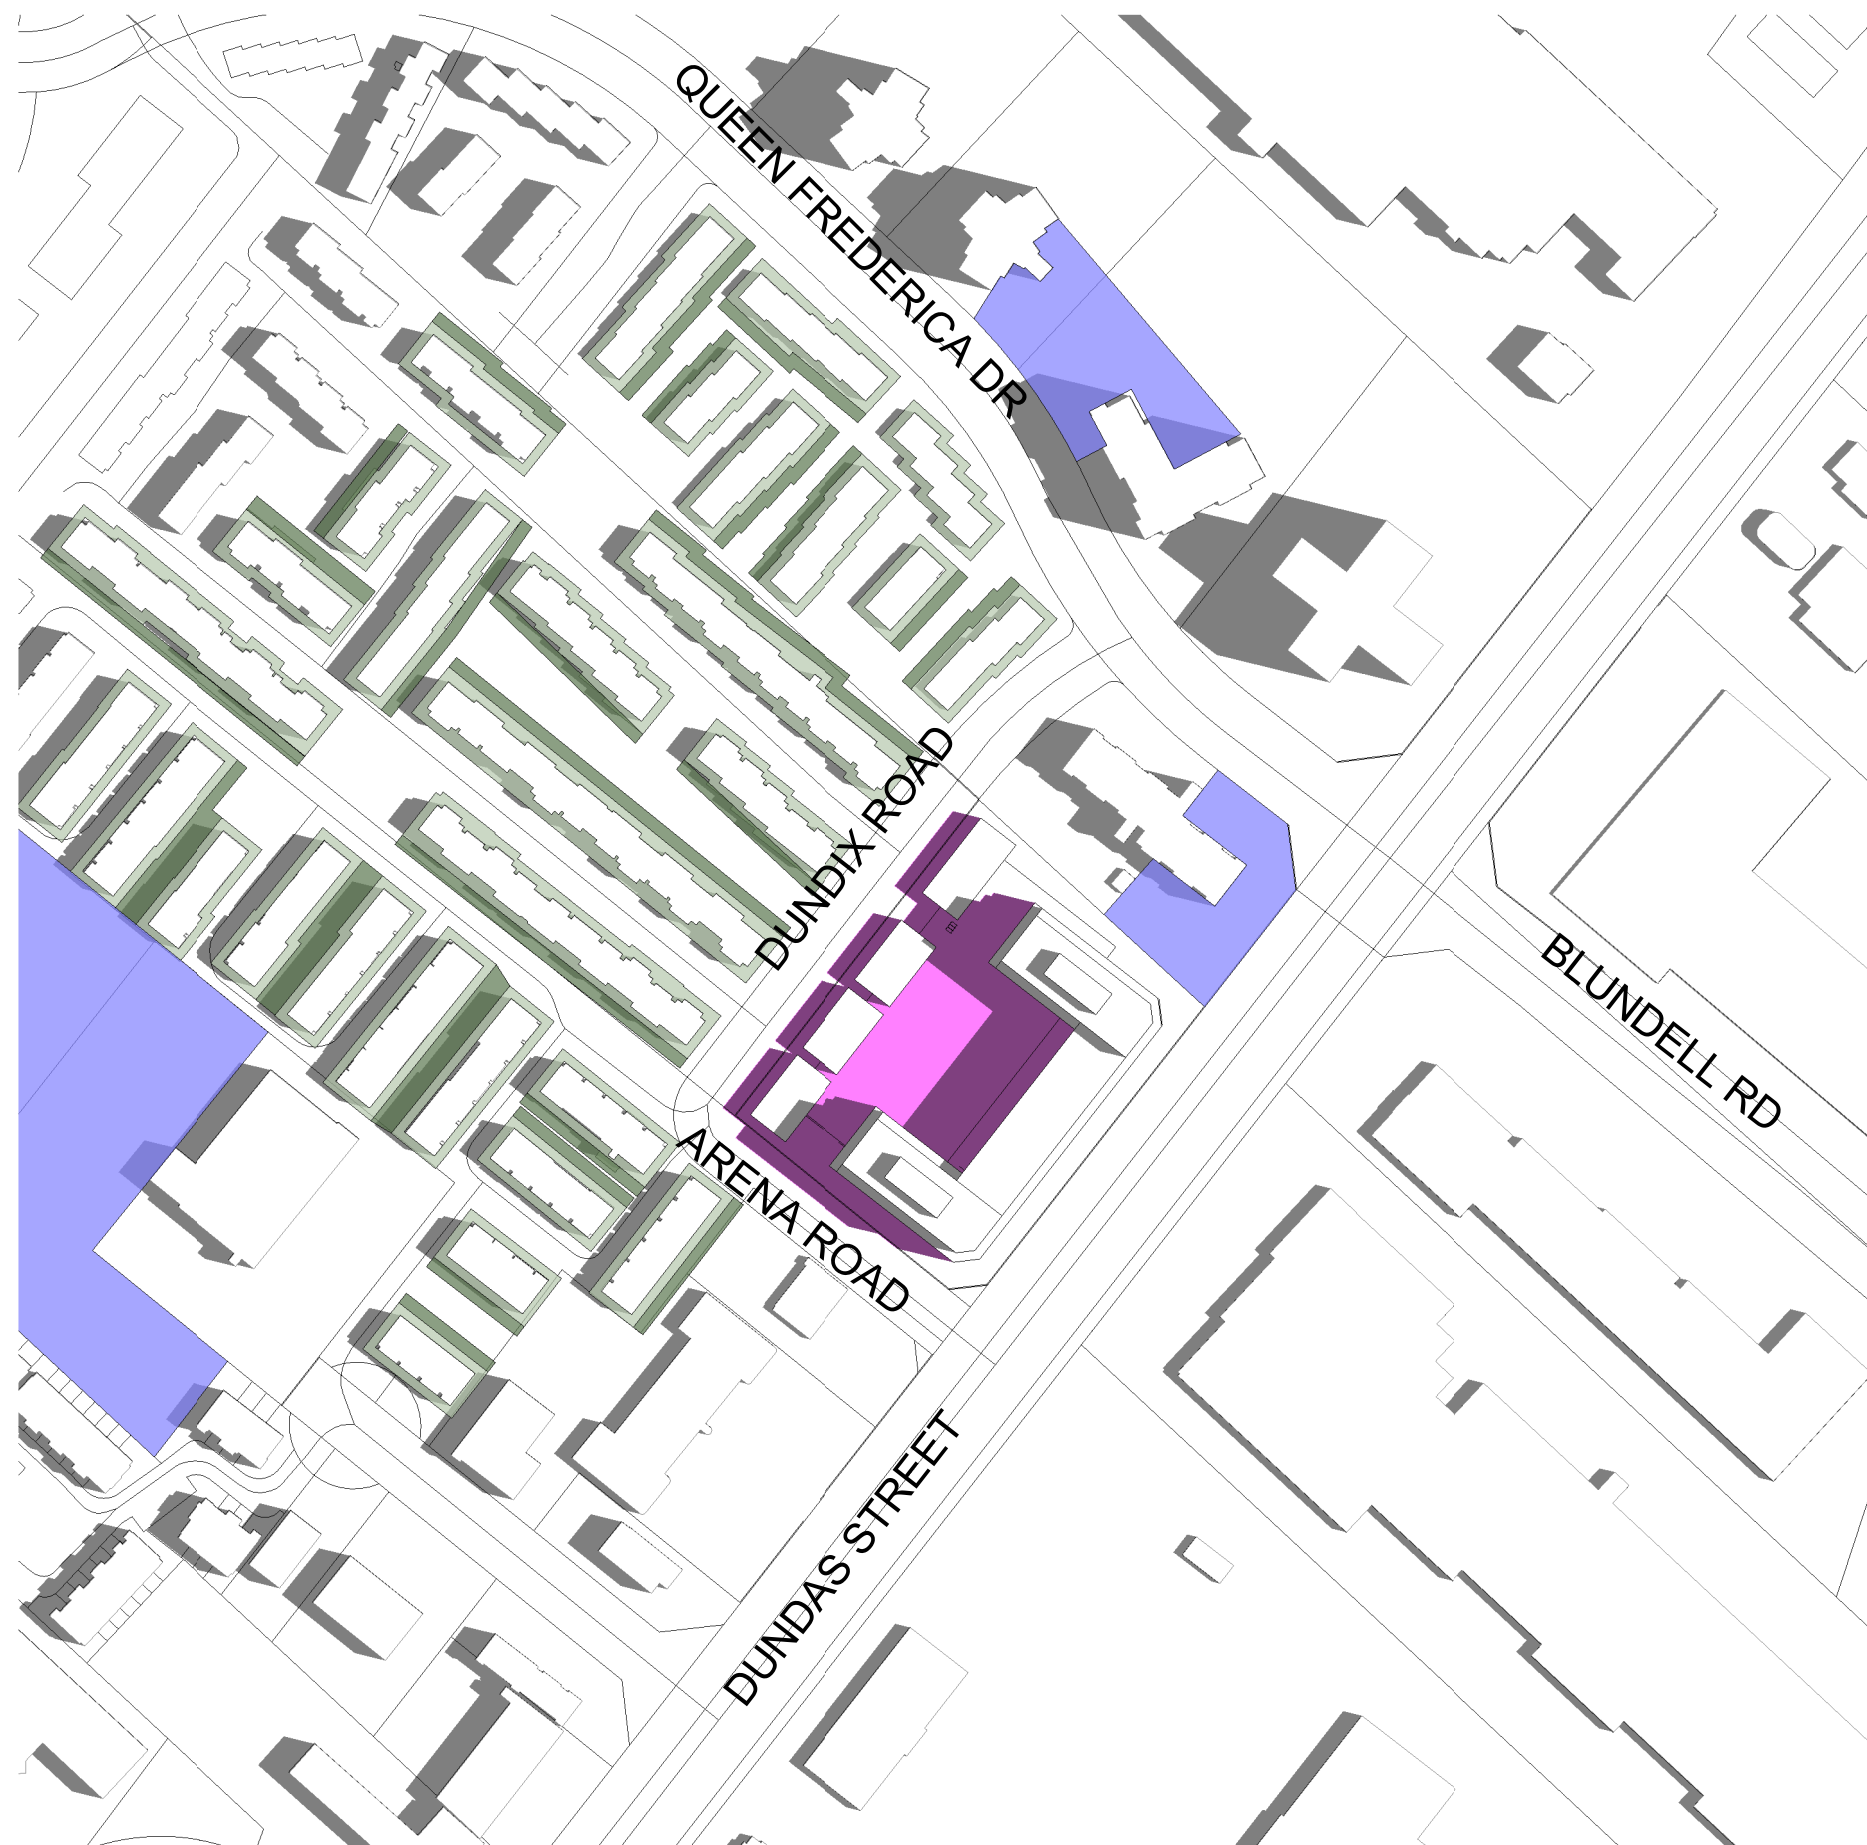 QUEEN FREDERICA DR
DUNDIX ROAD
BLUNDELL RD
ARENA ROAD
DUNDAS STREET